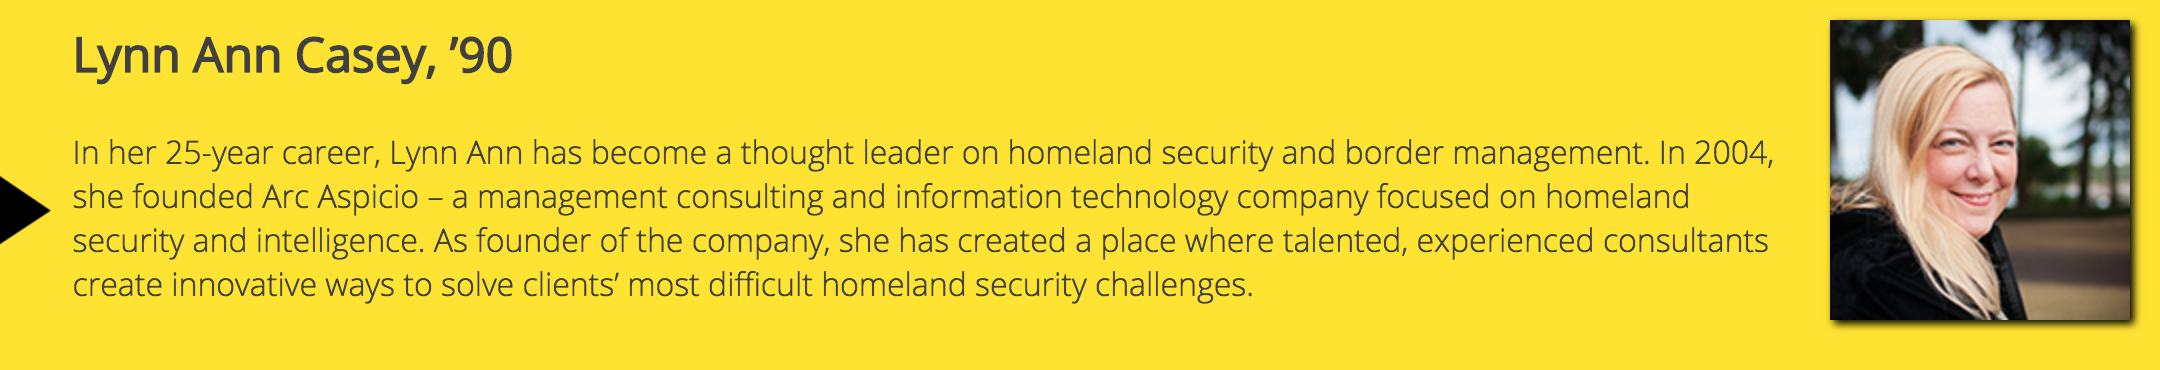 Lynn Ann Casey, ’90
In her 25-year career, Lynn Ann has become a thought leader on homeland security and border management. In 2004,
she founded Arc Aspicio – a management consulting and information technology company focused on homeland
security and intelligence. As founder of the company, she has created a place where talented, experienced consultants
create innovative ways to solve clients’ most difficult homeland security challenges.